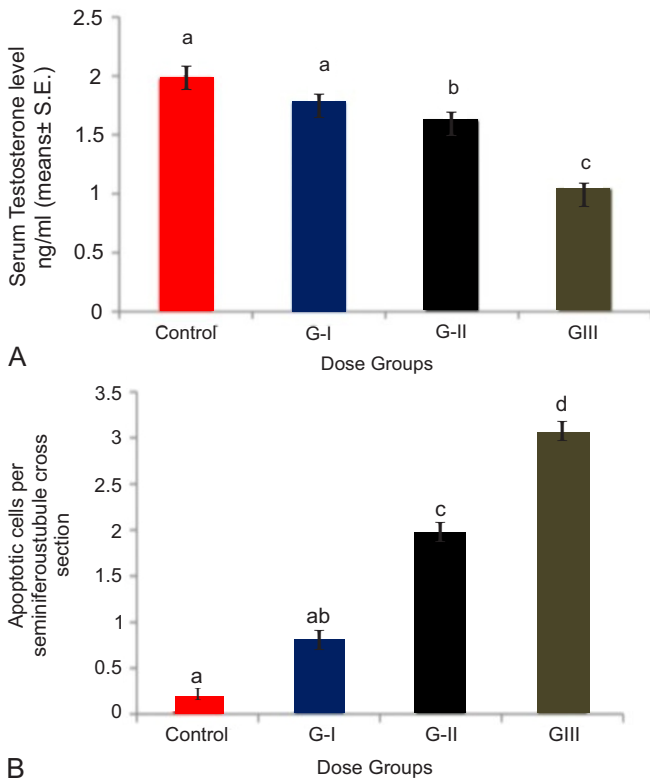 Serum Testosterone level
ng/ml (means± S.E.)
2.5
2
1.5
1
0.5
0
a
a
b
c
Control
G-I
G-II
GIII
Dose Groups
A
Apoptotic cells per
seminiferoustubule cross
section
3.5
3
2.5
2
1.5
1
0.5
0
a
ab
c
d
Control
G-I
G-II
GIII
Dose Groups
B